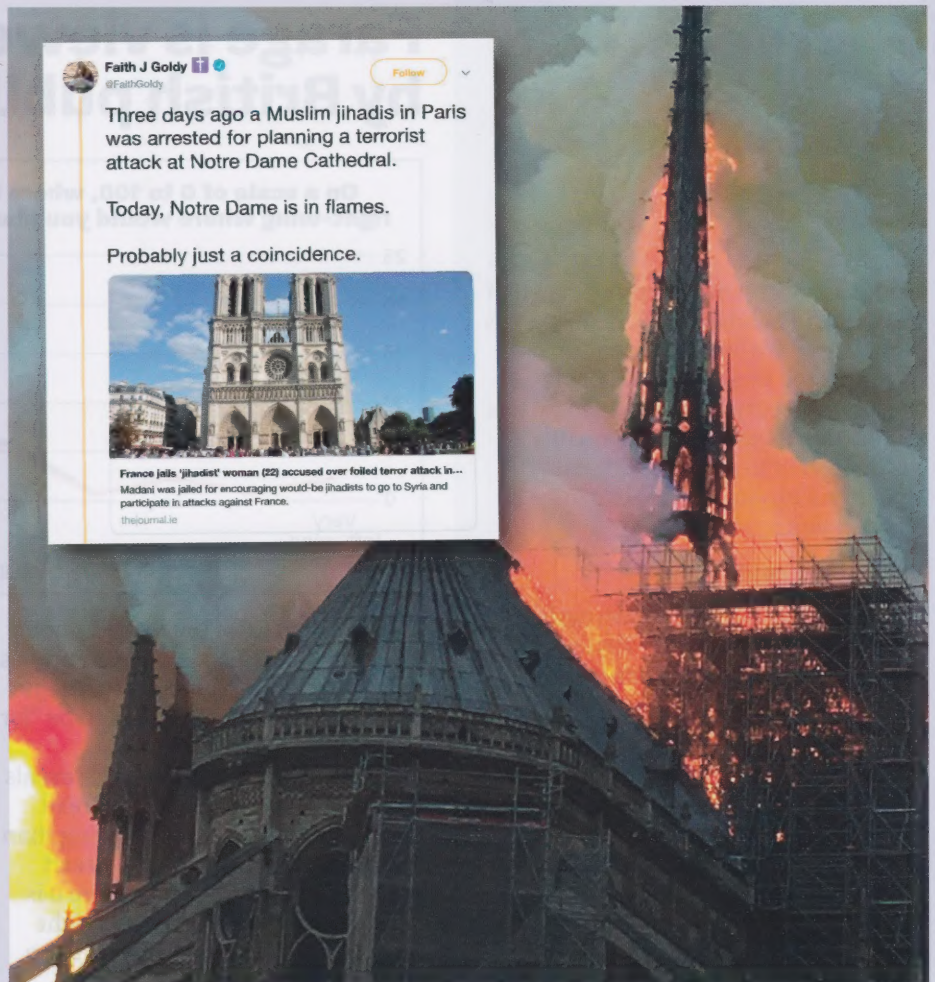 Faith J Goldy
@FaithGoldy
Follow
Three days ago a Muslim jihadis in Paris
was arrested for planning a terrorist
attack at Notre Dame Cathedral.
Today, Notre Dame is in flames.
Probably just a coincidence.
France jails 'jihadist' woman (22) accused over foiled terror attack in...
Madani was jailed for encouraging would-be jihadists to go to Syria and
participate in attacks against France.
thejournal.ie